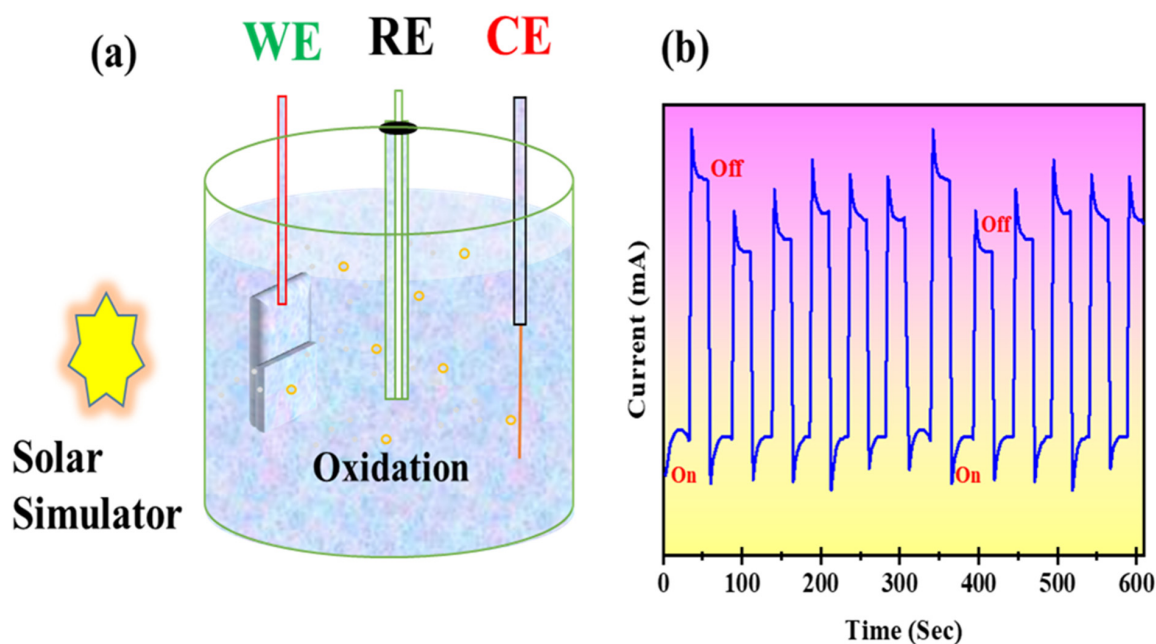 (a)
WE RE CE
Solar
Simulator
Oxidation
(b)
Current (mA)
Off
Off
On
On
0 100 200 300 400 500 600
Time (Sec)